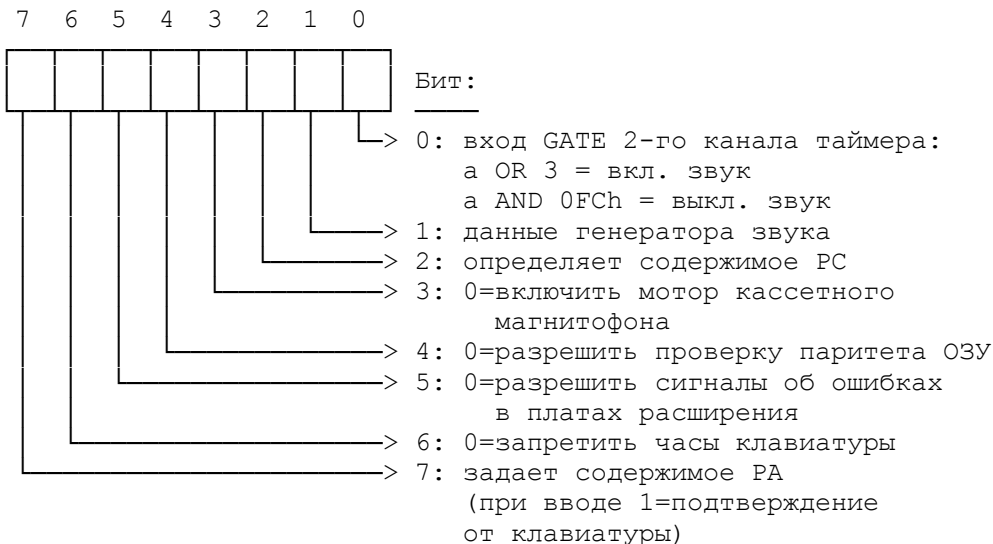 7 6 5 4 3 2 1 0
Бит:
0: вход GATE 2-го канала таймера:
а OR 3 = вкл. звук
а AND 0FCh = выкл. звук
1: данные генератора звука
2: определяет содержимое PC
3: 0=включить мотор кассетного
магнитофона
4: 0=разрешить проверку паритета ОЗУ
5: 0=разрешить сигналы об ошибках
в платах расширения
6: 0=запретить часы клавиатуры
7: задает содержимое PA
(при вводе 1=подтверждение
от клавиатуры)